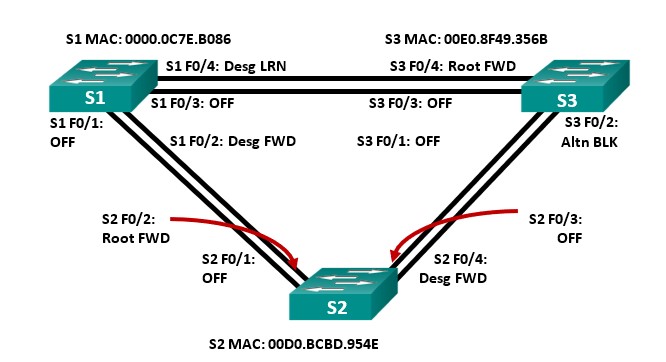 S1 MAC: 0000.0C7E.B086
S3 MAC: 00E0.8F49.356B
S1 F0/4: Desg LRN
S3 F0/4: Root FWD
S1
S1 F0/3: OFF
S3 F0/3: OFF
S3
S1 F0/1:
OFF
S1 F0/2: Desg FWD
S3 F0/1: OFF
S3 F0/2:
Altn BLK
S2 F0/2:
Root FWD
S2 F0/3:
OFF
S2 F0/1:
OFF
S2 F0/4:
Desg FWD
S2
S2 MAC: 00D0.BCBD.954E